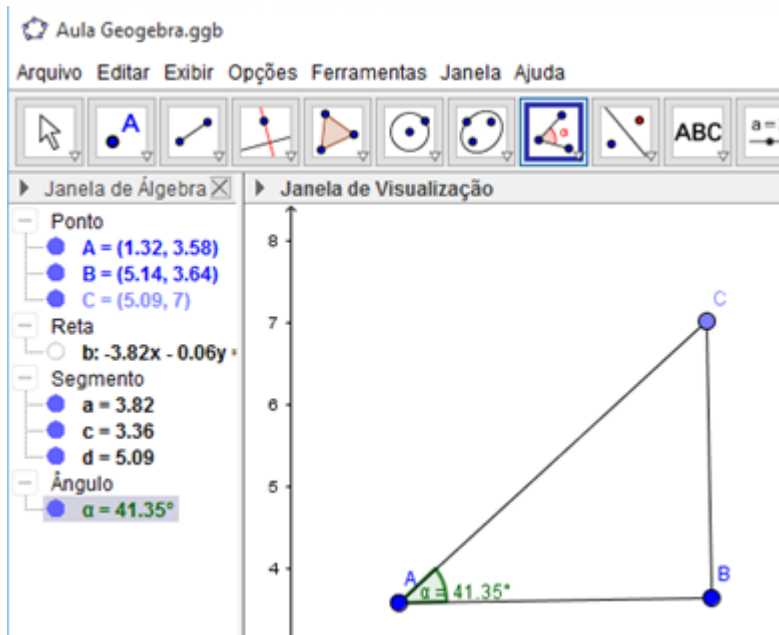 Aula Geogebra.ggb
Arquivo Editar Exibir Opções Ferramentas Janela Ajuda
A
α
ABC
a=
Janela de Álgebra
Janela de Visualização
Ponto
A = (1.32, 3.58)
B = (5.14, 3.64)
C = (5.09, 7)
Reta
b: -3.82x - 0.06y
Segmento
a = 3.82
c = 3.36
d = 5.09
Ângulo
α = 41.35°
8
7
6
5
4
C
A
α = 41.35°
B